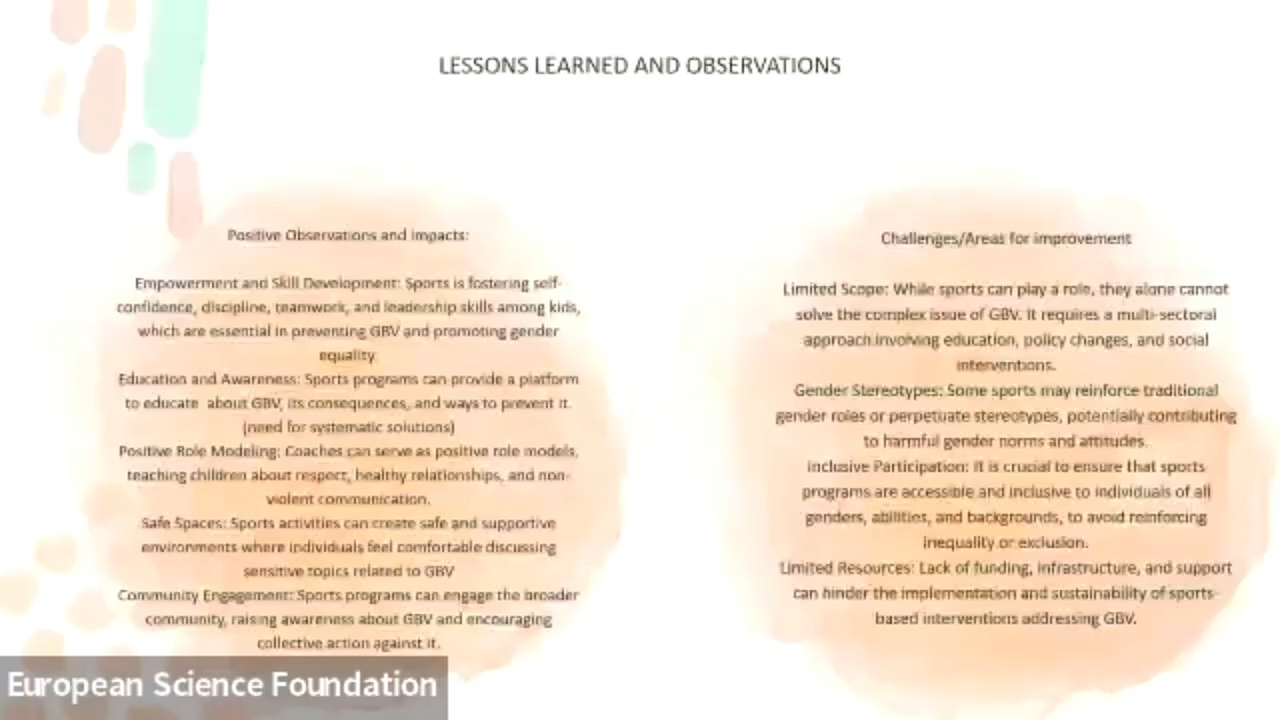 LESSONS LEARNED AND OBSERVATIONS
Positive Observations and impacts:
Empowerment and Skill Development: Sports is fostering self-
confidence, discipline, teamwork, and leadership skills among kids,
which are essential in preventing GBV and promoting gender
equality.
Education and Awareness: Sports programs can provide a platform
to educate about GBV, its consequences, and ways to prevent it.
(need for systematic solutions)
Positive Role Modeling: Coaches can serve as positive role models,
teaching children about respect, healthy relationships, and non-
violent communication.
Safe Spaces: Sports activities can create safe and supportive
environments where individuals feel comfortable discussing
sensitive topics related to GBV
Community Engagement: Sports programs can engage the broader
community, raising awareness about GBV and encouraging
collective action against it.
Challenges/Areas for improvement
Limited Scope: While sports can play a role, they alone cannot
solve the complex issue of GBV. It requires a multi-sectoral
approach involving education, policy changes, and social
interventions.
Gender Stereotypes: Some sports may reinforce traditional
gender roles or perpetuate stereotypes, potentially contributing
to harmful gender norms and attitudes.
Inclusive Participation: It is crucial to ensure that sports
programs are accessible and inclusive to individuals of all
genders, abilities, and backgrounds, to avoid reinforcing
inequality or exclusion.
Limited Resources: Lack of funding, infrastructure, and support
can hinder the implementation and sustainability of sports-
based interventions addressing GBV.
European Science Foundation